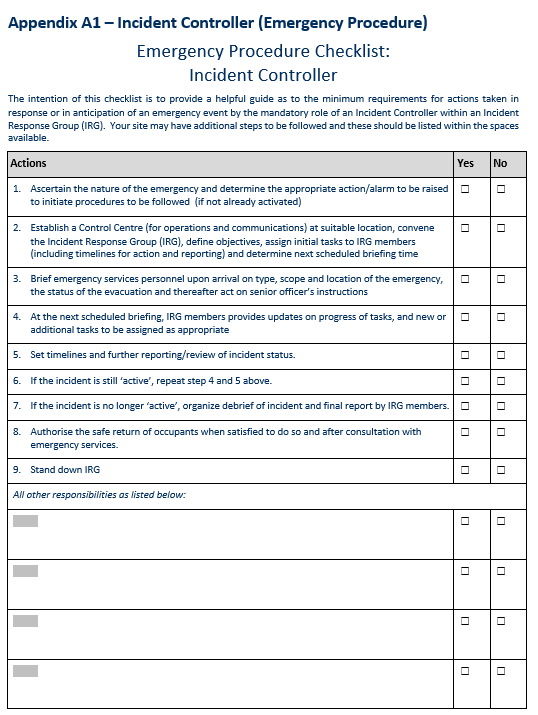 Appendix A1 – Incident Controller (Emergency Procedure)
Emergency Procedure Checklist:
Incident Controller
The intention of this checklist is to provide a helpful guide as to the minimum requirements for actions taken in
response or in anticipation of an emergency event by the mandatory role of an Incident Controller within an Incident
Response Group (IRG). Your site may have additional steps to be followed and these should be listed within the spaces
available.
Actions Yes No
1. Ascertain the nature of the emergency and determine the appropriate action/alarm to be raised
to initiate procedures to be followed (if not already activated) ☐ ☐
2. Establish a Control Centre (for operations and communications) at suitable location, convene
the Incident Response Group (IRG), define objectives, assign initial tasks to IRG members
(including timelines for action and reporting) and determine next scheduled briefing time ☐ ☐
3. Brief emergency services personnel upon arrival on type, scope and location of the emergency,
the status of the evacuation and thereafter act on senior officer's instructions ☐ ☐
4. At the next scheduled briefing, IRG members provides updates on progress of tasks, and new or
additional tasks to be assigned as appropriate ☐ ☐
5. Set timelines and further reporting/review of incident status. ☐ ☐
6. If the incident is still 'active', repeat step 4 and 5 above. ☐ ☐
7. If the incident is no longer 'active', organize debrief of incident and final report by IRG members. ☐ ☐
8. Authorise the safe return of occupants when satisfied to do so and after consultation with
emergency services. ☐ ☐
9. Stand down IRG ☐ ☐
All other responsibilities as listed below:
☐ ☐
☐ ☐
☐ ☐
☐ ☐